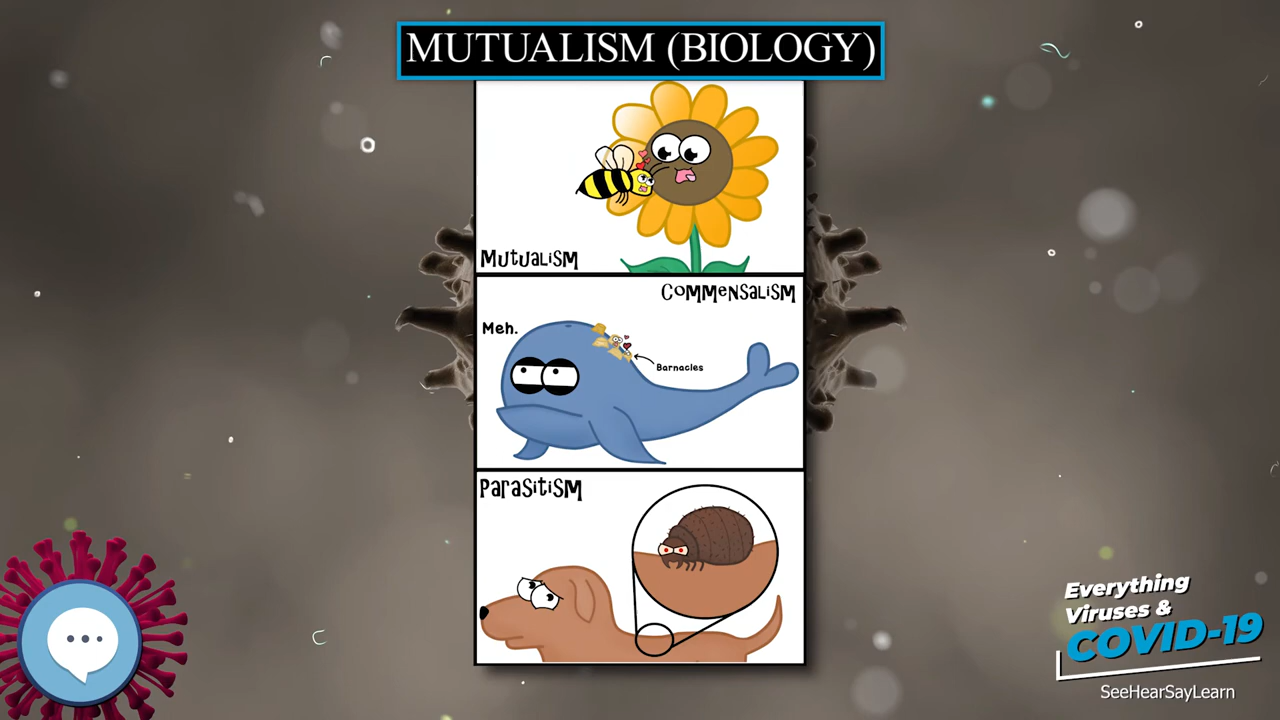 MUTUALISM (BIOLOGY)
MutuaLiSM
CoMMeNSaLiSM
Meh.
Barnacles
ParaSitiSM
Everything
Viruses &
COVID-19
SeeHearSayLearn